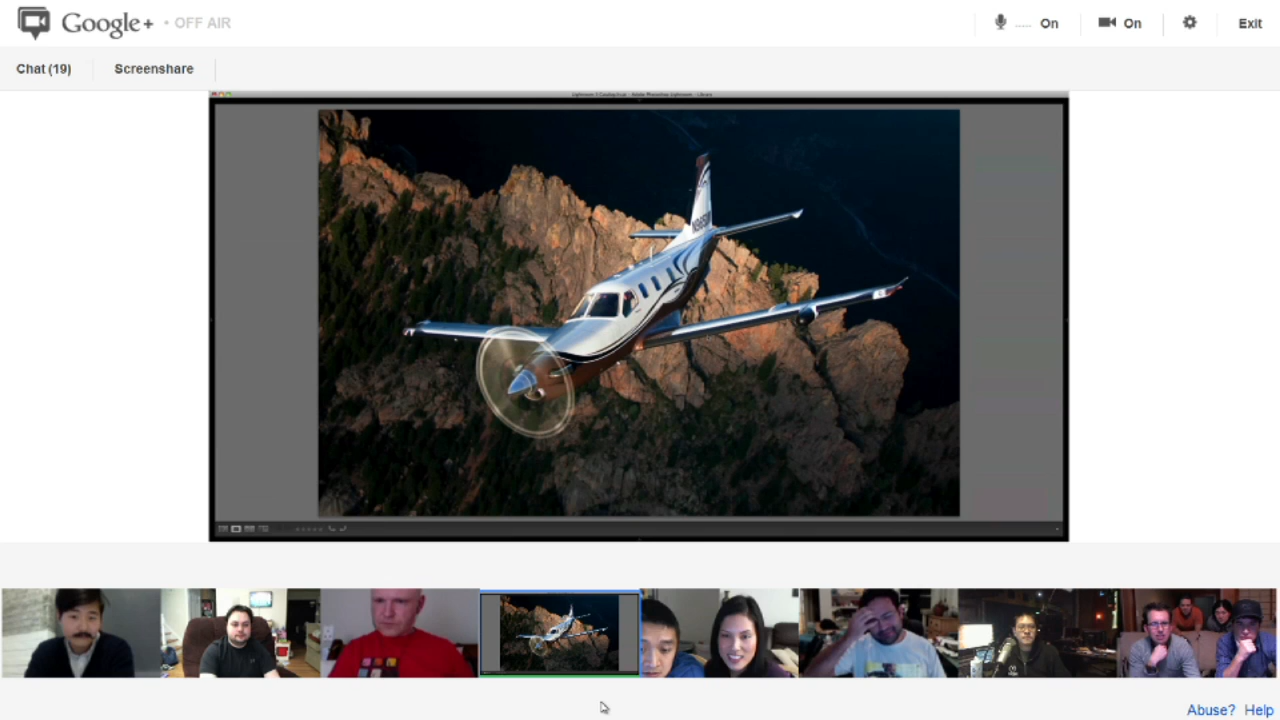 Google+ • OFF AIR
On
On
Exit
Chat (19)
Screenshare
Abuse? Help